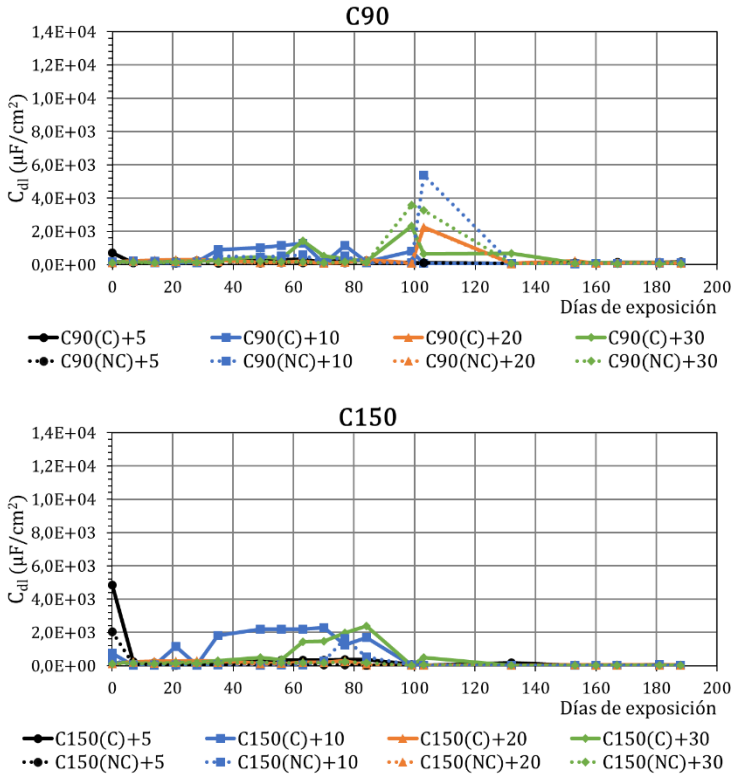 C90
1,4E+04
1,2E+04
1,0E+04
8,0E+03
6,0E+03
4,0E+03
2,0E+03
0,0E+00
Cdl (µF/cm²)
0 20 40 60 80 100 120 140 160 180 200
Días de exposición
C90(C)+5 C90(C)+10 C90(C)+20 C90(C)+30
C90(NC)+5 C90(NC)+10 C90(NC)+20 C90(NC)+30
C150
1,4E+04
1,2E+04
1,0E+04
8,0E+03
6,0E+03
4,0E+03
2,0E+03
0,0E+00
Cdl (µF/cm²)
0 20 40 60 80 100 120 140 160 180 200
Días de exposición
C150(C)+5 C150(C)+10 C150(C)+20 C150(C)+30
C150(NC)+5 C150(NC)+10 C150(NC)+20 C150(NC)+30